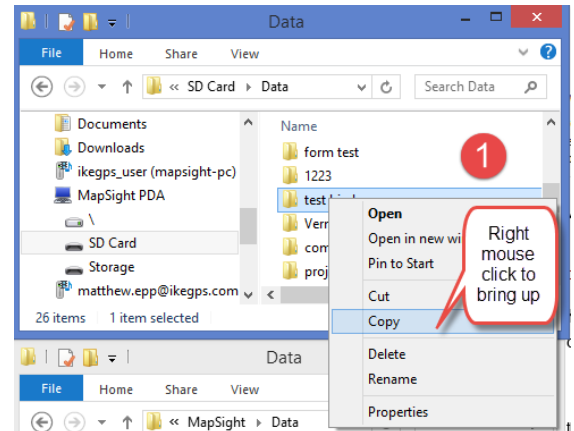 Data
File Home Share View
« SD Card Data
Search Data
Documents
Downloads
ikegps_user (mapsight-pc)
MapSight PDA
\
SD Card
Storage
matthew.epp@ikegps.com
Name
form test
1223
test
Verr
com
proj
1
Open
Open in new wi
Pin to Start
Cut
Copy
Delete
Rename
Properties
Right
mouse
click to
bring up
26 items 1 item selected
Data
File Home Share View
« MapSight Data